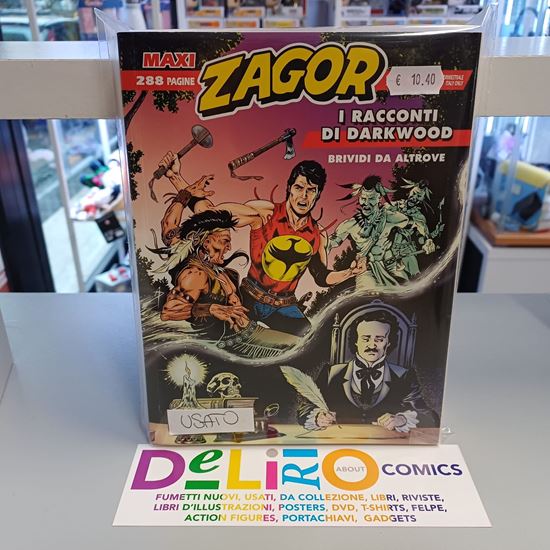 MAXI
288 PAGINE
ZAGOR
€ 10.40
I RACCONTI
DI DARKWOOD
BRIVIDI DA ALTROVE
USATO
DeLiRiO ABOUT COMICS
FUMETTI NUOVI, USATI, DA COLLEZIONE, LIBRI, RIVISTE,
LIBRI D'ILLUSTRAZIONI, POSTERS, DVD, T-SHIRTS, FELPE,
ACTION FIGURES, PORTACHIAVI, GADGETS